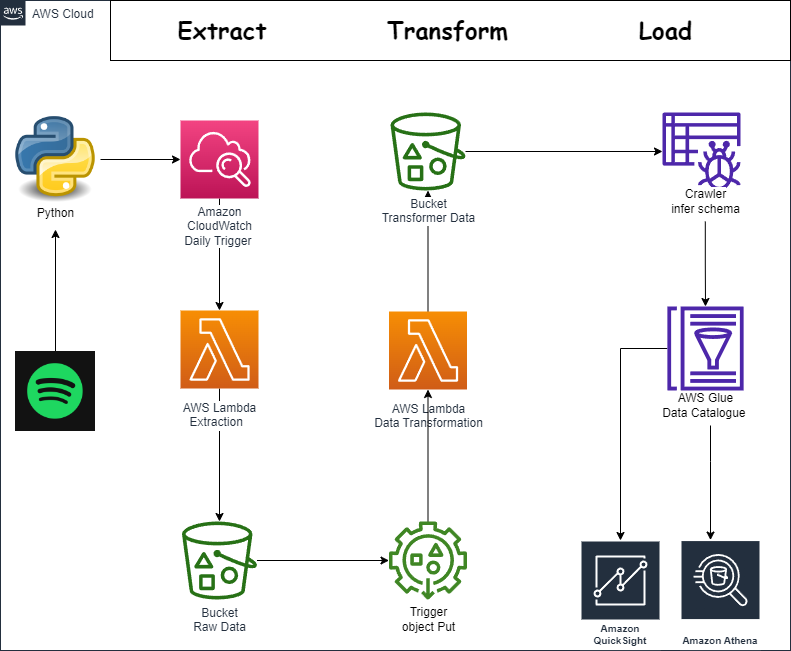 aws
AWS Cloud
Extract
Transform
Load
Python
Amazon
CloudWatch
Daily Trigger
Bucket
Transformer Data
Crawler
infer schema
AWS Lambda
Extraction
AWS Lambda
Data Transformation
AWS Glue
Data Catalogue
Bucket
Raw Data
Trigger
object Put
Amazon
QuickSight
Amazon Athena